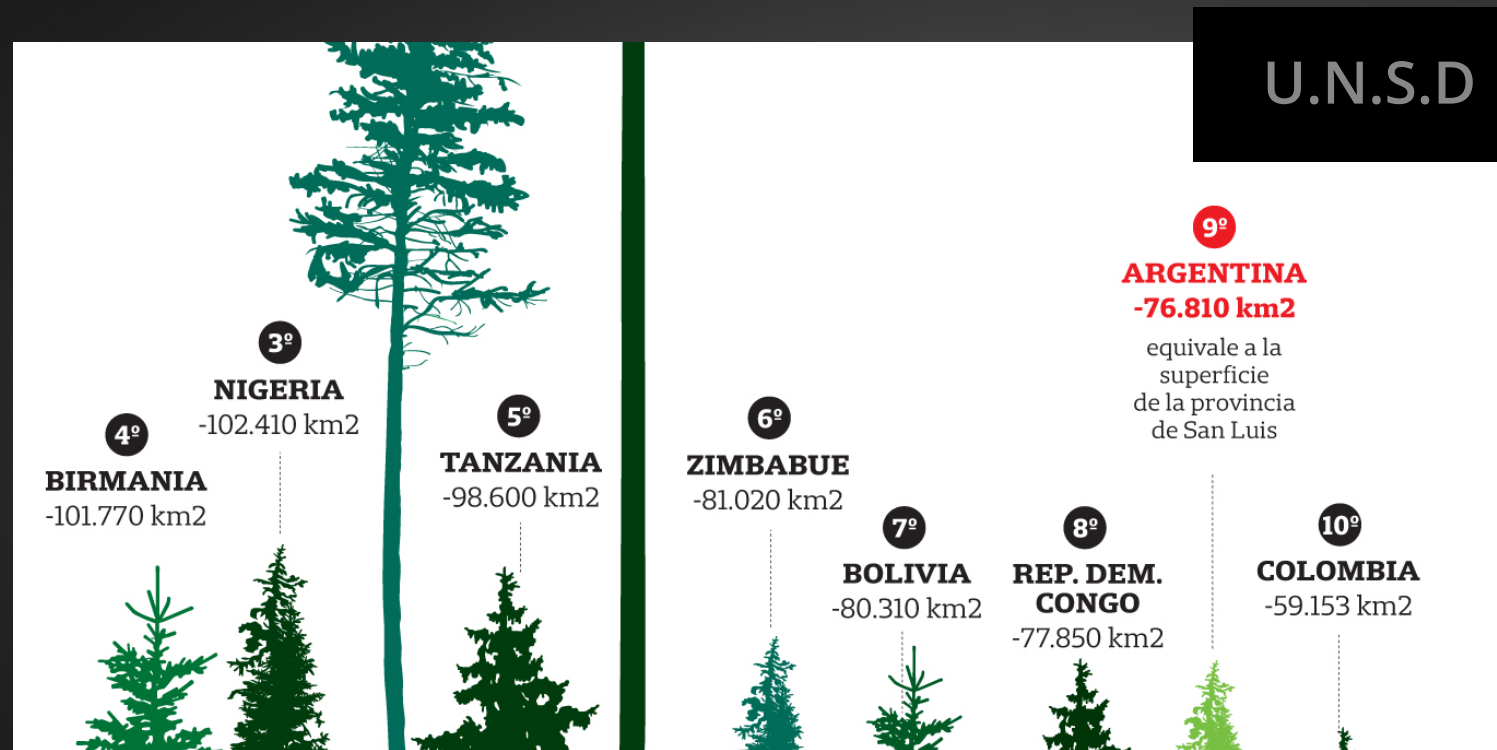 U.N.S.D
3º
NIGERIA
-102.410 km2
4º
BIRMANIA
-101.770 km2
5º
TANZANIA
-98.600 km2
6º
ZIMBABUE
-81.020 km2
7º
BOLIVIA
-80.310 km2
8º
REP. DEM.
CONGO
-77.850 km2
9º
ARGENTINA
-76.810 km2
equivale a la
superficie
de la provincia
de San Luis
10º
COLOMBIA
-59.153 km2